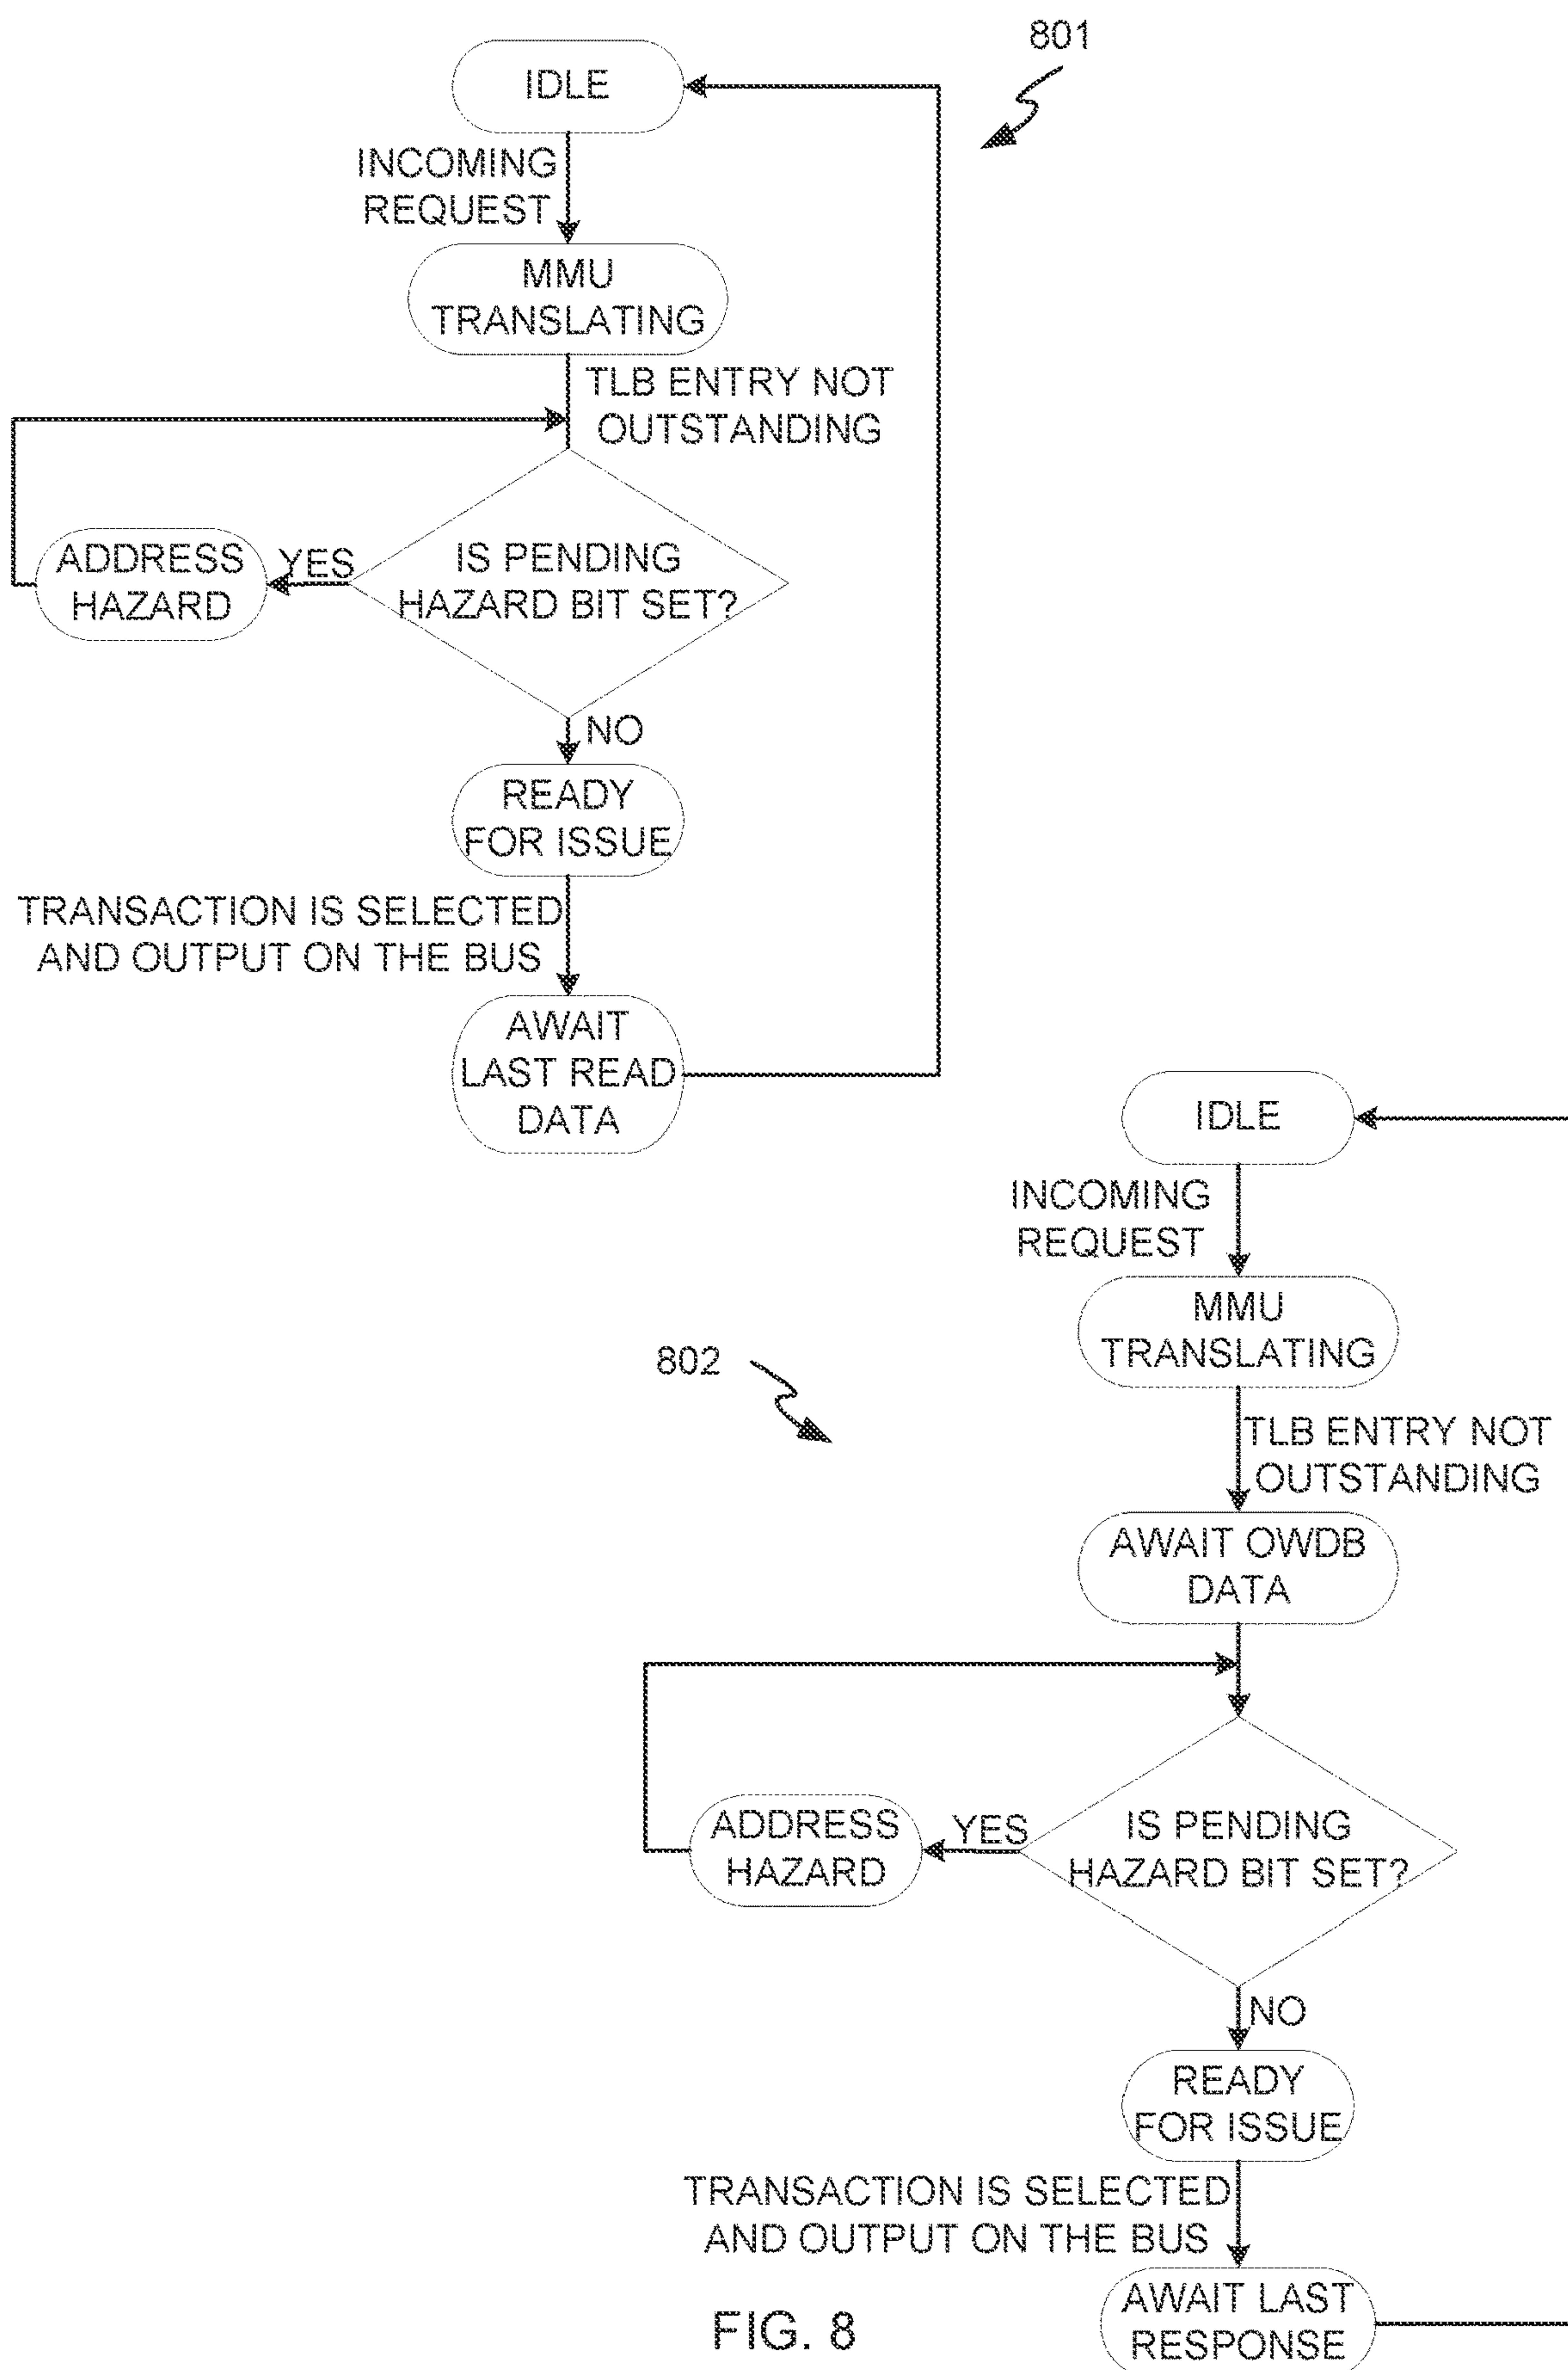 801
IDLE
INCOMING
REQUEST
MMU
TRANSLATING
TLB ENTRY NOT
OUTSTANDING
ADDRESS
HAZARD
YES
IS PENDING
HAZARD BIT SET?
NO
READY
FOR ISSUE
TRANSACTION IS SELECTED
AND OUTPUT ON THE BUS
AWAIT
LAST READ
DATA
802
IDLE
INCOMING
REQUEST
MMU
TRANSLATING
TLB ENTRY NOT
OUTSTANDING
AWAIT OWDB
DATA
ADDRESS
HAZARD
YES
IS PENDING
HAZARD BIT SET?
NO
READY
FOR ISSUE
TRANSACTION IS SELECTED
AND OUTPUT ON THE BUS
AWAIT LAST
RESPONSE
FIG. 8